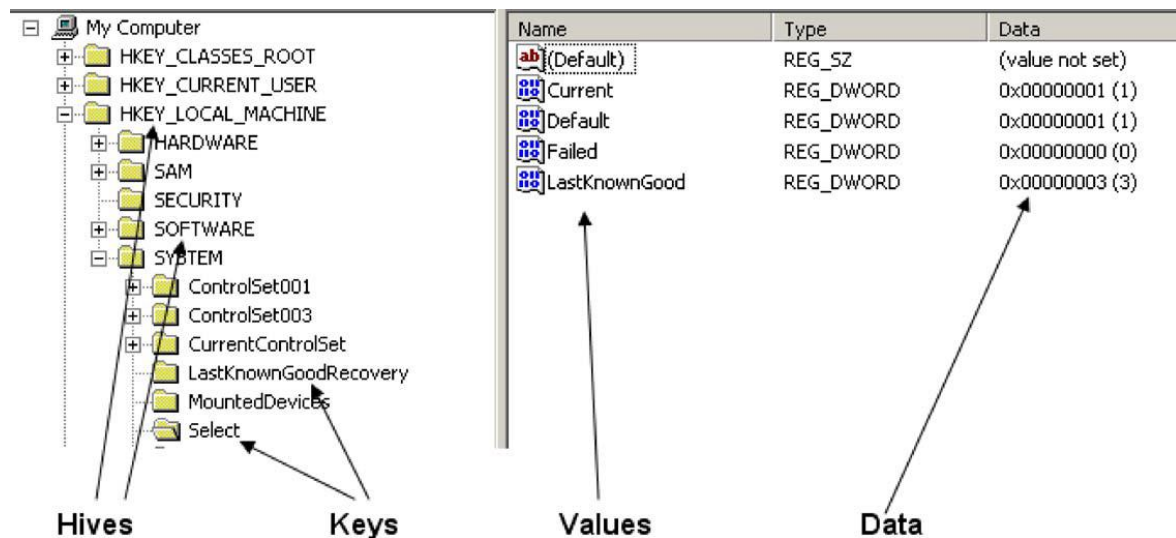 My Computer
HKEY_CLASSES_ROOT
HKEY_CURRENT_USER
HKEY_LOCAL_MACHINE
HARDWARE
SAM
SECURITY
SOFTWARE
SYSTEM
ControlSet001
ControlSet003
CurrentControlSet
LastKnownGoodRecovery
MountedDevices
Select
Name Type Data
(Default) REG_SZ (value not set)
Current REG_DWORD 0x00000001 (1)
Default REG_DWORD 0x00000001 (1)
Failed REG_DWORD 0x00000000 (0)
LastKnownGood REG_DWORD 0x00000003 (3)
Hives Keys Values Data